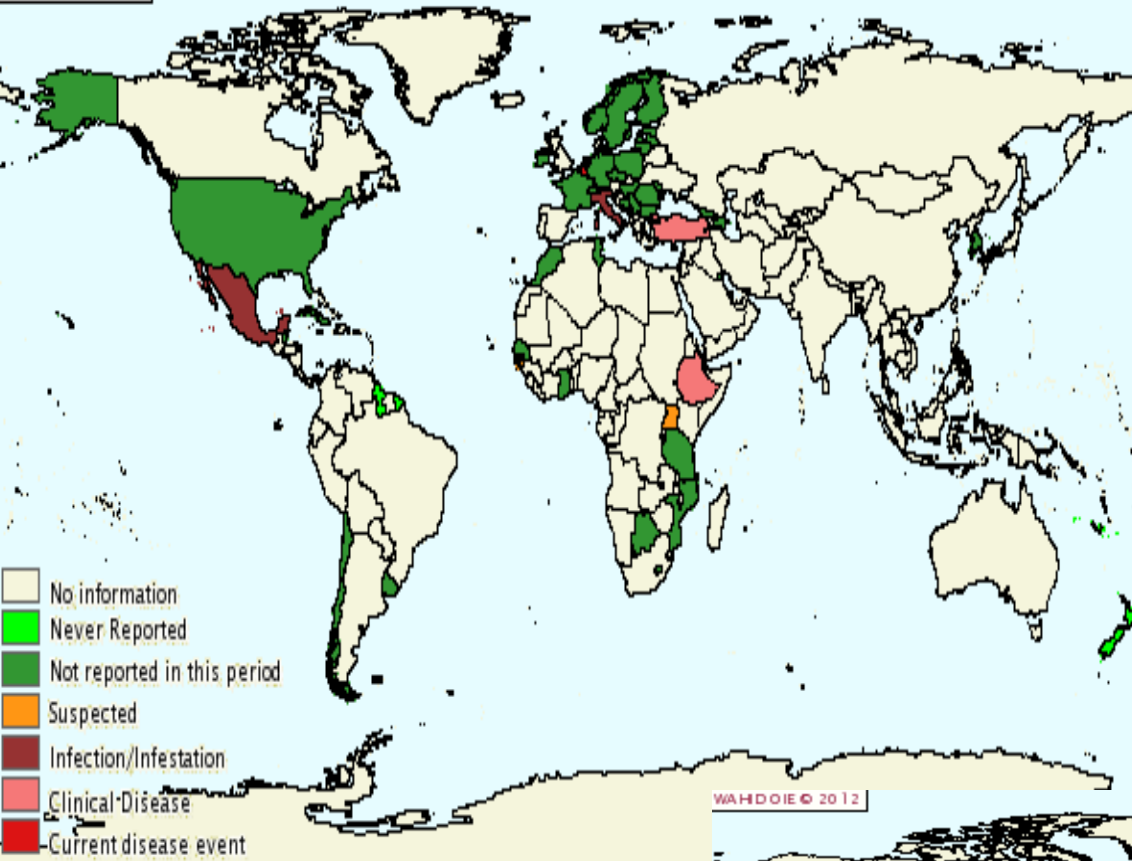 No information
Never Reported
Not reported in this period
Suspected
Infection/Infestation
Clinical Disease
Current disease event
WAHID OIE © 2012